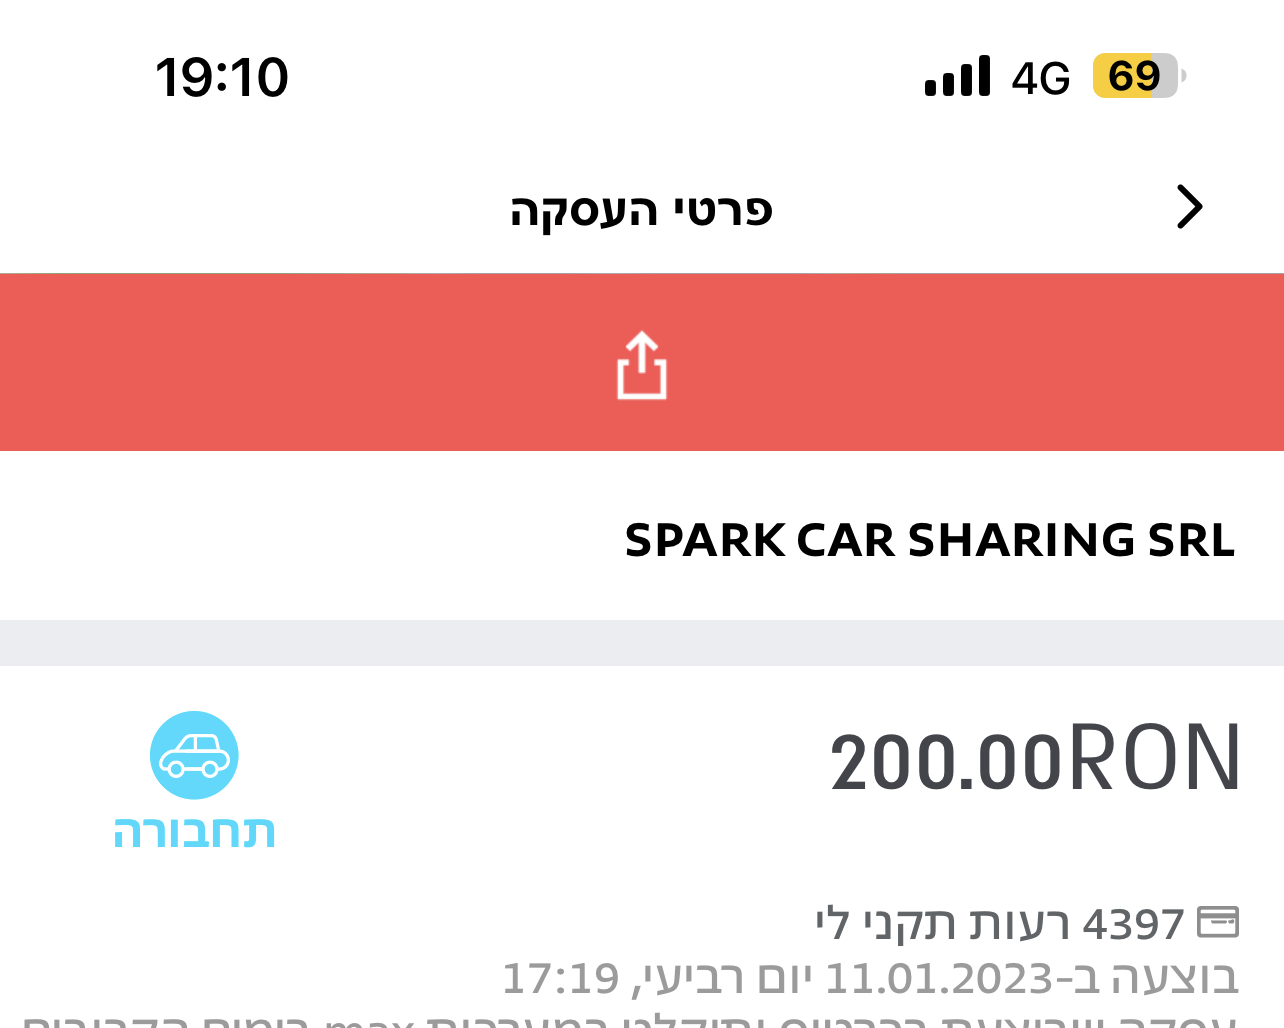 19:10 4G 69
פרטי העסקה
SPARK CAR SHARING SRL
200.00RON
תחבורה
4397 רעות תקני לי
בוצעה ב-11.01.2023 יום רביעי, 17:19
max